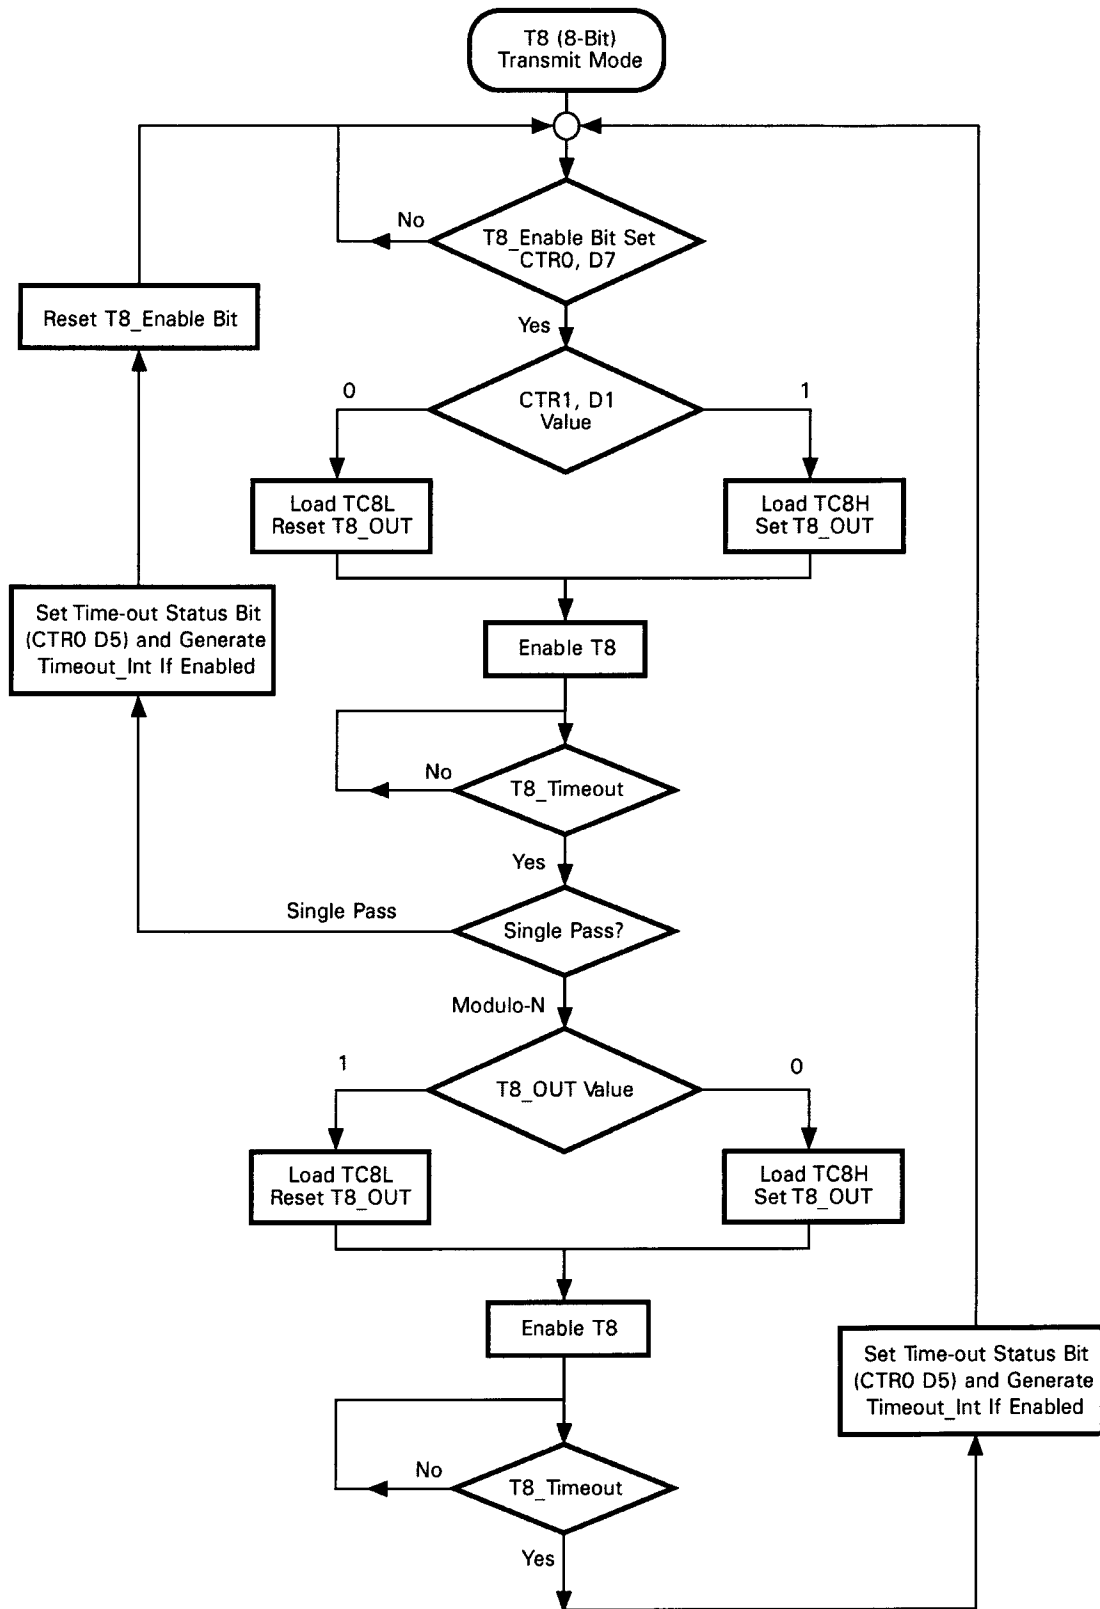 T8 (8-Bit)
Transmit Mode
No
T8_Enable Bit Set
CTR0, D7
Reset T8_Enable Bit
Yes
0
CTR1, D1
Value
1
Load TC8L
Reset T8_OUT
Load TC8H
Set T8_OUT
Set Time-out Status Bit
(CTR0 D5) and Generate
Timeout_Int If Enabled
Enable T8
No
T8_Timeout
Yes
Single Pass
Single Pass?
Modulo-N
1
T8_OUT Value
0
Load TC8L
Reset T8_OUT
Load TC8H
Set T8_OUT
Enable T8
Set Time-out Status Bit
(CTR0 D5) and Generate
Timeout_Int If Enabled
No
T8_Timeout
Yes